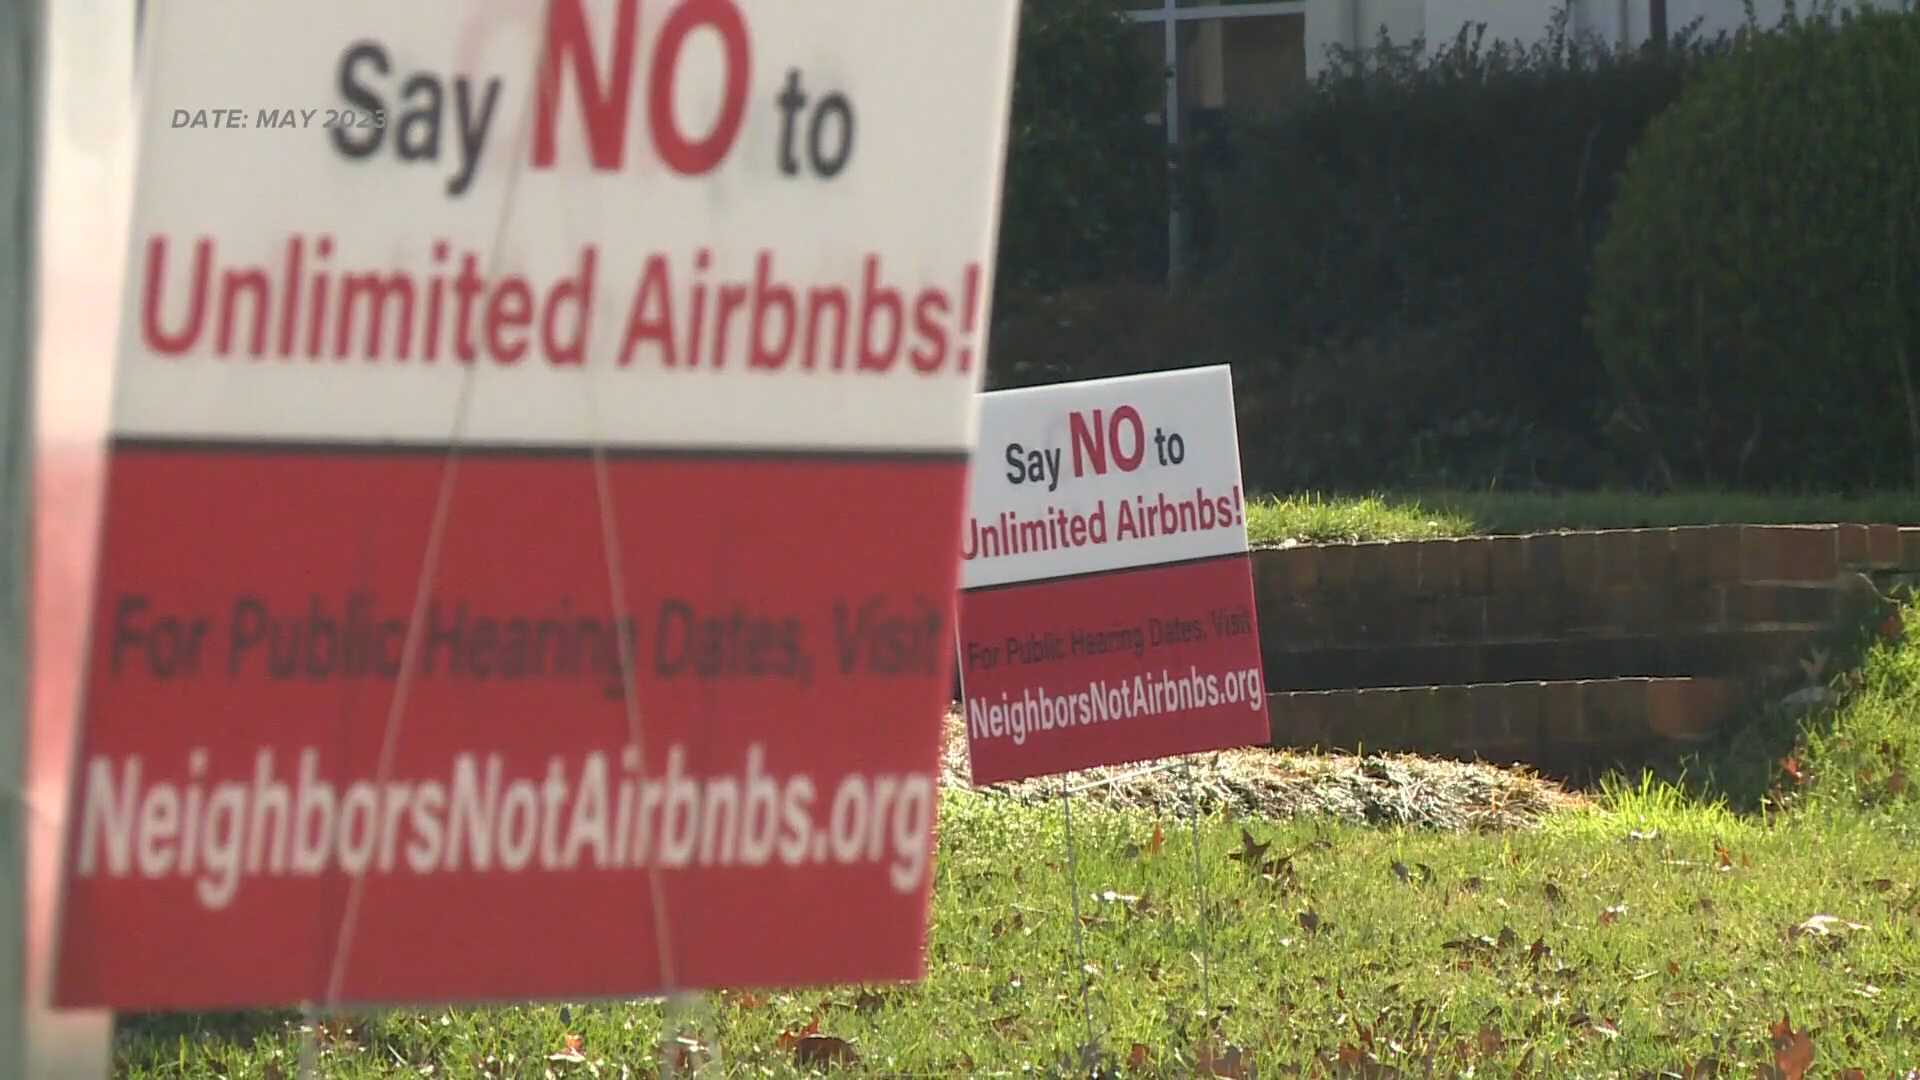 DATE: MAY 2023
Say NO to
Unlimited Airbnbs!
For Public Hearing Dates, Visit
NeighborsNotAirbnbs.org
Say NO to
Unlimited Airbnbs!
For Public Hearing Dates, Visit
NeighborsNotAirbnbs.org